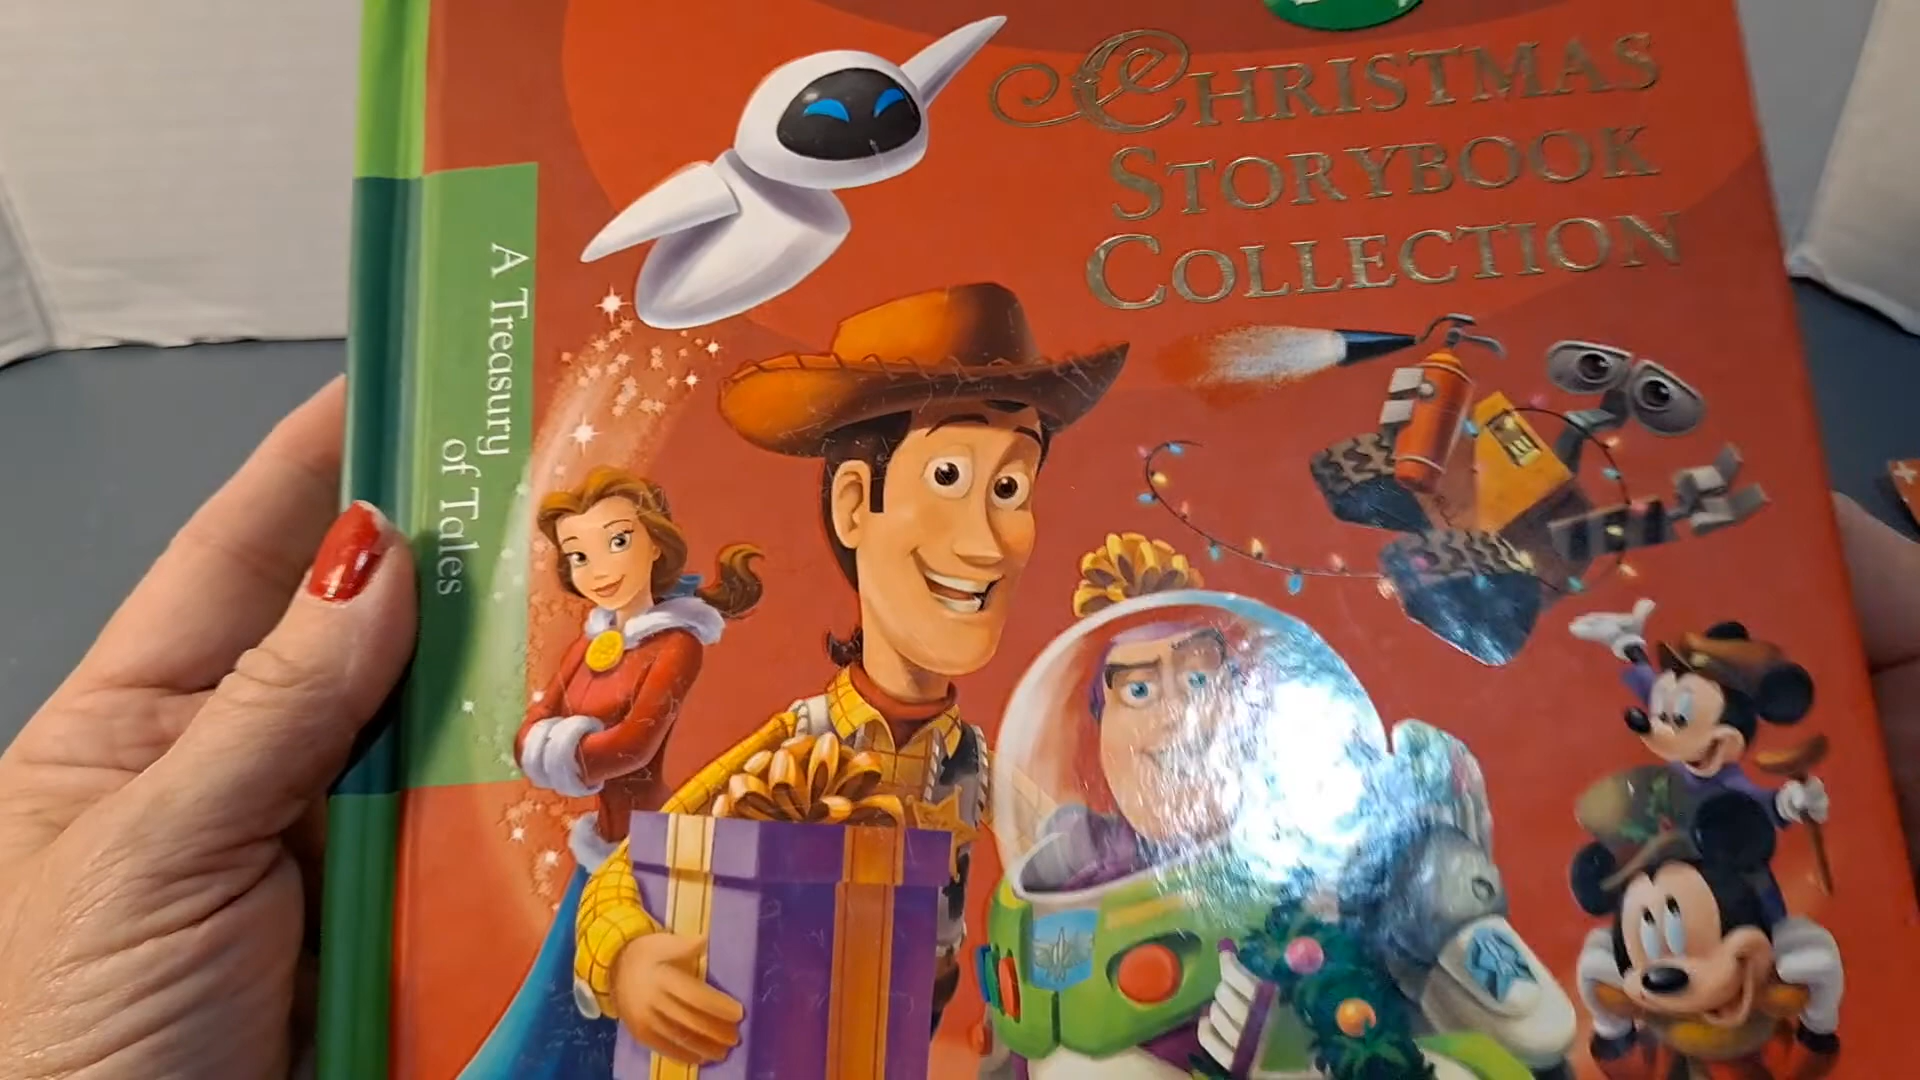 Christmas
Storybook
Collection
A Treasury
of Tales